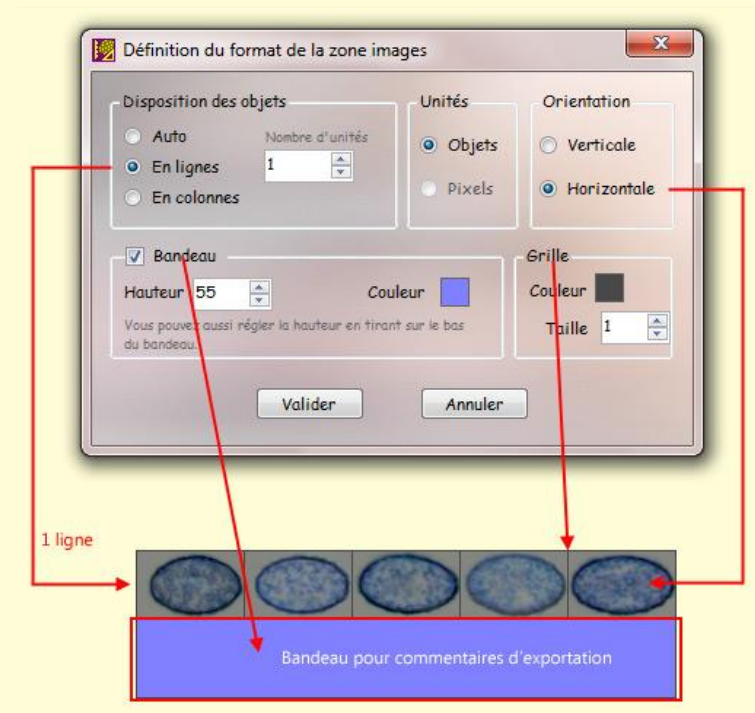 Définition du format de la zone images
Disposition des objets
Auto
Nombre d'unités
En lignes
1
En colonnes
Unités
Objets
Pixels
Orientation
Verticale
Horizontale
Bandeau
Hauteur 55
Couleur
Vous pouvez aussi régler la hauteur en tirant sur le bas
du bandeau.
Grille
Couleur
Taille 1
Valider
Annuler
1 ligne
Bandeau pour commentaires d'exportation